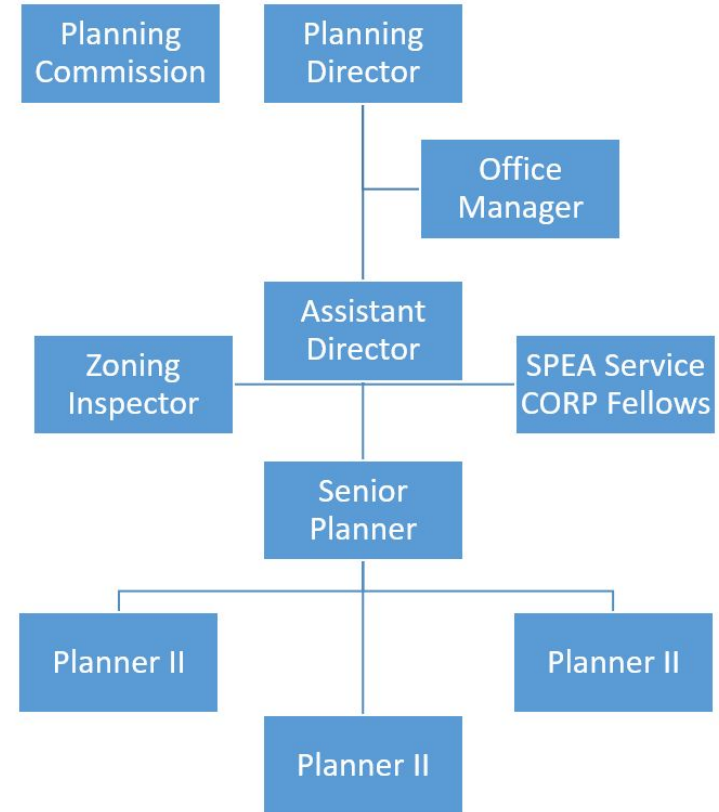 Planning
Commission
Planning
Director
Office
Manager
Assistant
Director
Zoning
Inspector
SPEA Service
CORP Fellows
Senior
Planner
Planner II
Planner II
Planner II